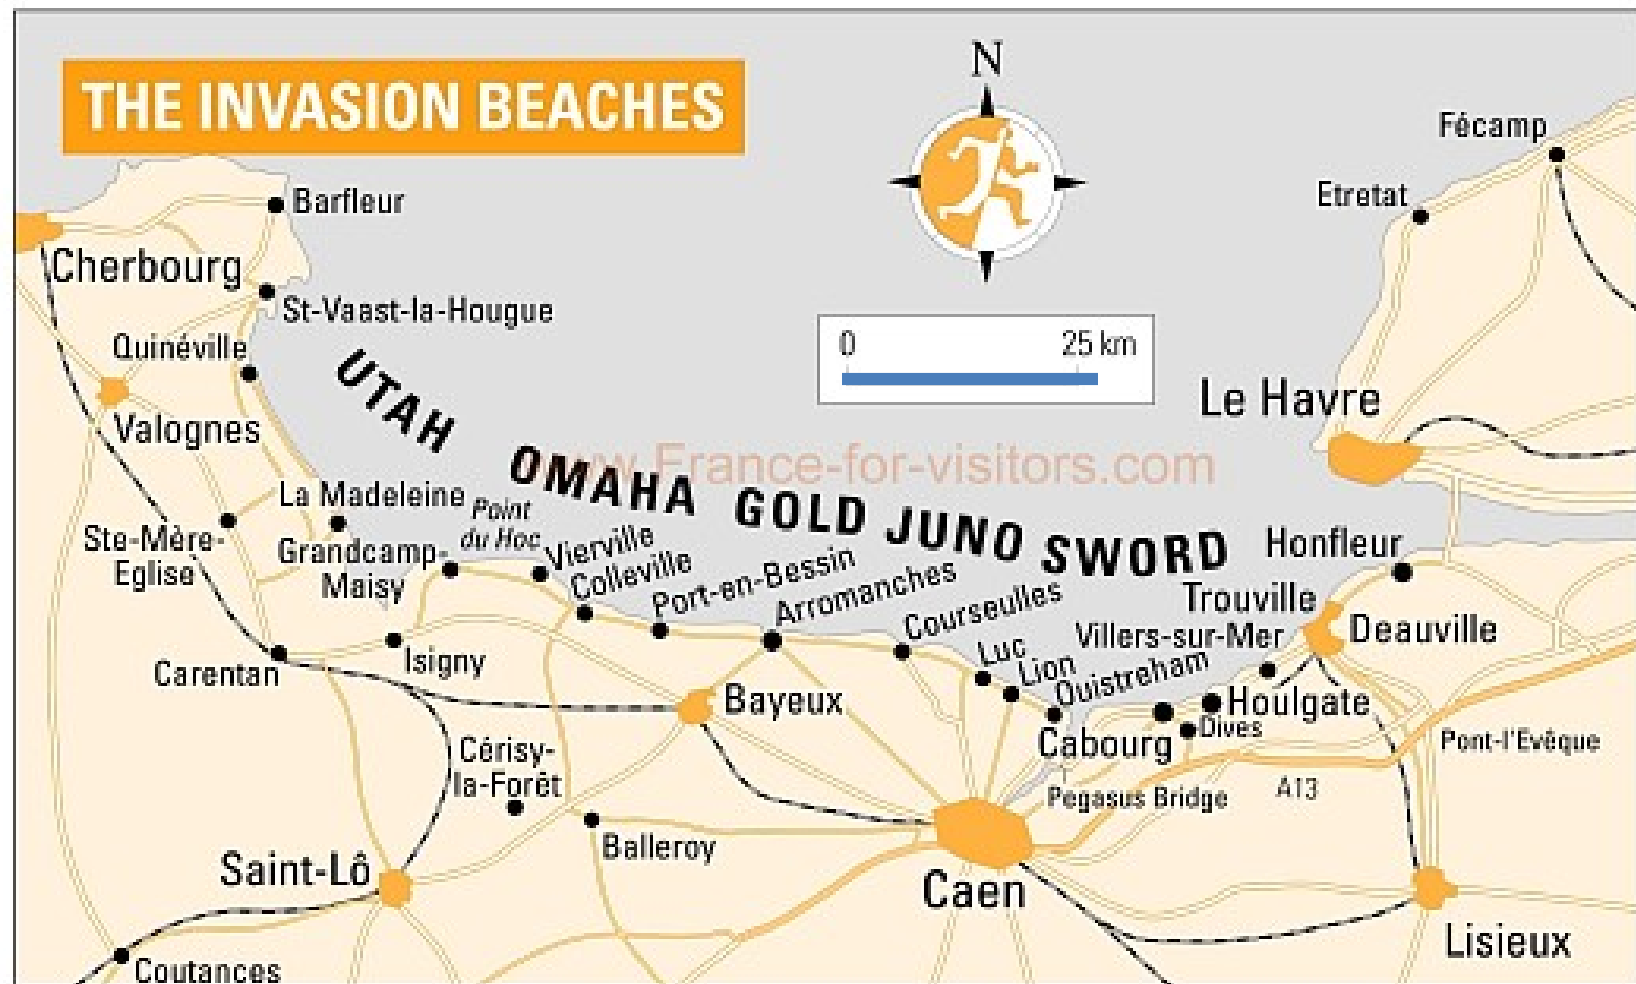 N
THE INVASION BEACHES
Fécamp
Barfleur
Etretat
Cherbourg
St-Vaast-la-Hougue
Quinéville
0 25 km
UTAH
Le Havre
Valognes
www.France-for-visitors.com
OMAHA
GOLD
JUNO
SWORD
La Madeleine
Point
du Hoc
Ste-Mère-
Eglise
Grandcamp-
Maisy
Vierville
Colleville
Port-en-Bessin
Arromanches
Courseulles
Honfleur
Trouville
Deauville
Villers-sur-Mer
Luc
Lion
Ouistreham
Carentan
Isigny
Bayeux
Houlgate
Dives
Cabourg
Pont-l'Evêque
Cérisy-
la-Forêt
Pegasus Bridge
A13
Balleroy
Saint-Lô
Caen
Lisieux
Coutances